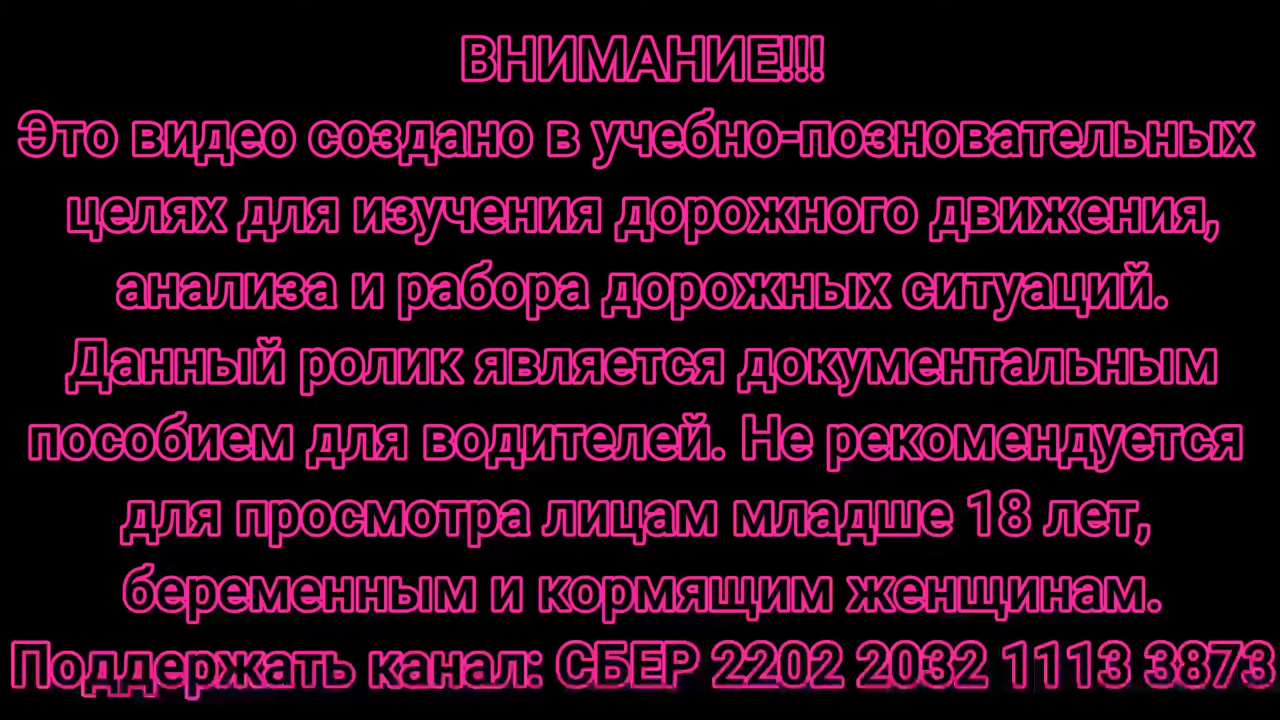 ВНИМАНИЕ!!!
Это видео создано в учебно-позновательных
целях для изучения дорожного движения,
анализа и рабора дорожных ситуаций.
Данный ролик является документальным
пособием для водителей. Не рекомендуется
для просмотра лицам младше 18 лет,
беременным и кормящим женщинам.
Поддержать канал: СБЕР 2202 2032 1113 3873